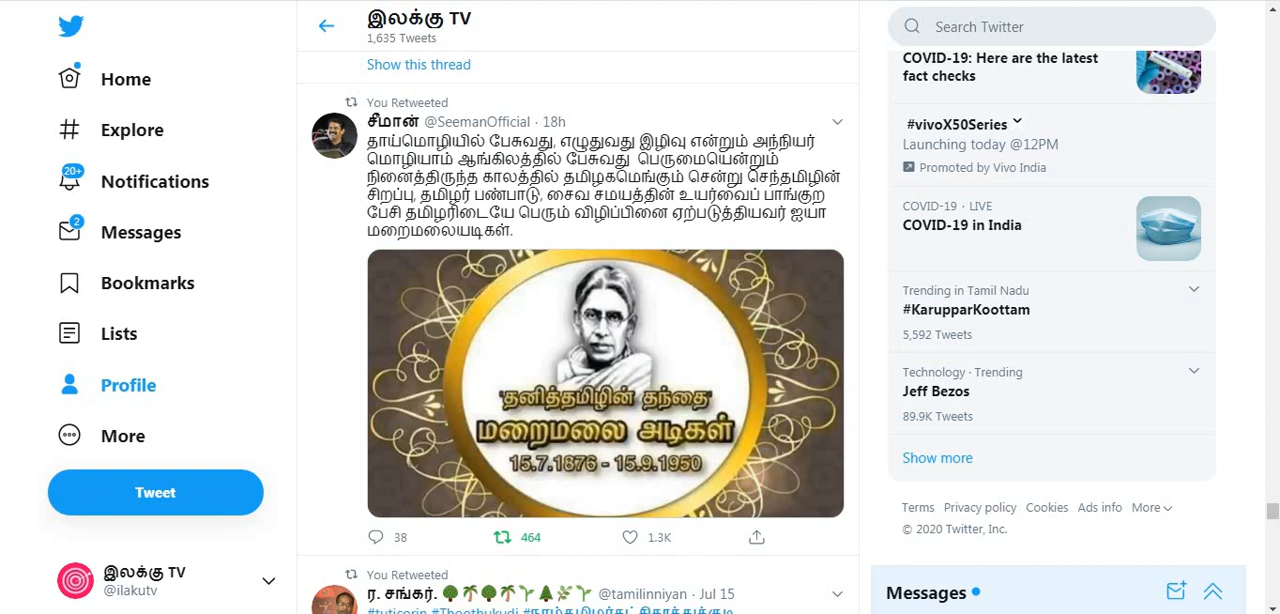 Home
Explore
20+
Notifications
2
Messages
Bookmarks
Lists
Profile
More
Tweet
இலக்கு TV
@ilakutv
இலக்கு TV
1,635 Tweets
Show this thread
You Retweeted
சீமான் @SeemanOfficial · 18h
தாய்மொழியில் பேசுவது, எழுதுவது இழிவு என்றும் அந்நியர்
மொழியாம் ஆங்கிலத்தில் பேசுவது பெருமையென்றும்
நினைத்திருந்த காலத்தில் தமிழகமெங்கும் சென்று செந்தமிழின்
சிறப்பு, தமிழர் பண்பாடு, சைவ சமயத்தின் உயர்வைப் பாங்குற
பேசி தமிழரிடையே பெரும் விழிப்பினை ஏற்படுத்தியவர் ஐயா
மறைமலையடிகள்.
'தனித்தமிழின் தந்தை'
மறைமலை அடிகள்
15.7.1876 - 15.9.1950
38 464 1.3K
You Retweeted
ர. சங்கர். @tamilinniyan · Jul 15
#tuticorin #Thoothukudi
Search Twitter
COVID-19: Here are the latest
fact checks
#vivoX50Series
Launching today @12PM
Promoted by Vivo India
COVID-19 · LIVE
COVID-19 in India
Trending in Tamil Nadu
#KarupparKoottam
5,592 Tweets
Technology · Trending
Jeff Bezos
89.9K Tweets
Show more
Terms Privacy policy Cookies Ads info More
© 2020 Twitter, Inc.
Messages